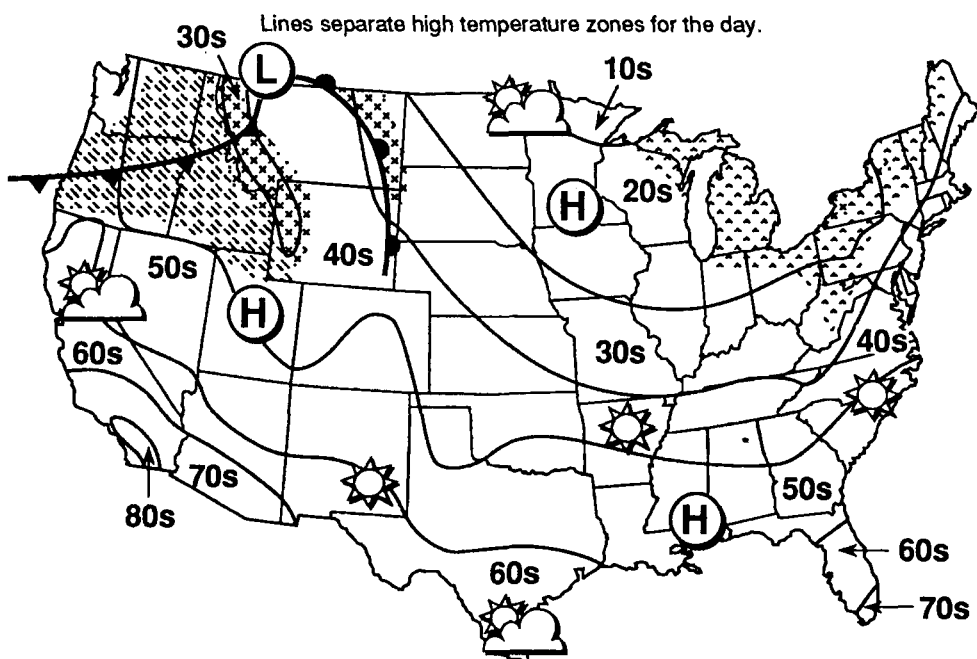 Lines separate high temperature zones for the day.
30s
L
10s
20s
H
50s
40s
H
60s
30s
40s
70s
80s
50s
H
60s
60s
70s